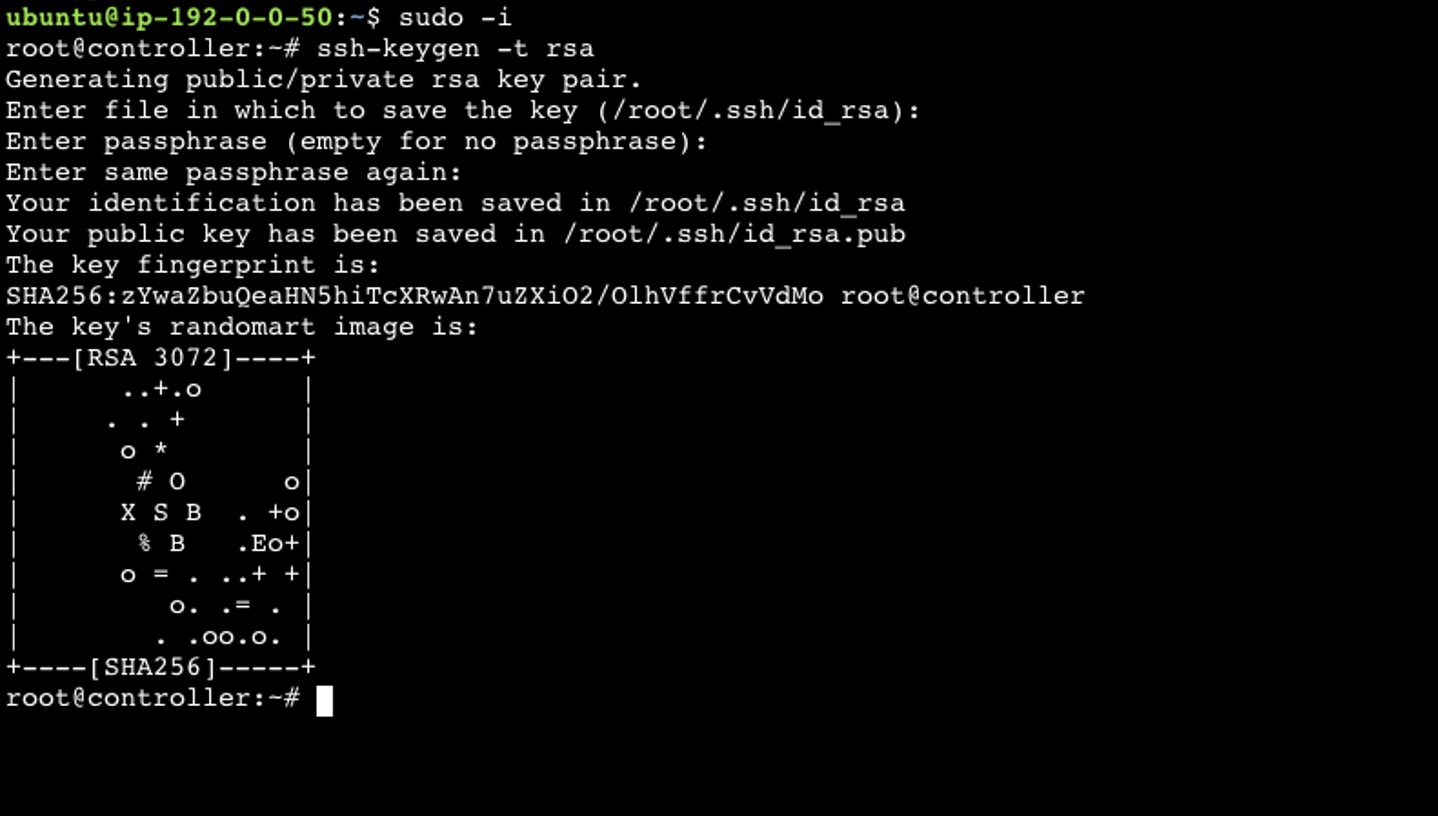 ubuntu@ip-192-0-0-50:~$ sudo -i
root@controller:~# ssh-keygen -t rsa
Generating public/private rsa key pair.
Enter file in which to save the key (/root/.ssh/id_rsa):
Enter passphrase (empty for no passphrase):
Enter same passphrase again:
Your identification has been saved in /root/.ssh/id_rsa
Your public key has been saved in /root/.ssh/id_rsa.pub
The key fingerprint is:
SHA256:zYwaZbuQeaHN5hiTcXRwAn7uZXiO2/OlhVffrCvVdMo root@controller
The key's randomart image is:
+---[RSA 3072]----+
|      ..+.o      |
|     . . +       |
|      o *        |
|       # O      o|
|      X S B  . +o|
|       % B   .Eo+|
|      o = . ..+ +|
|         o. .= . |
|        . .oo.o. |
+----[SHA256]-----+
root@controller:~#